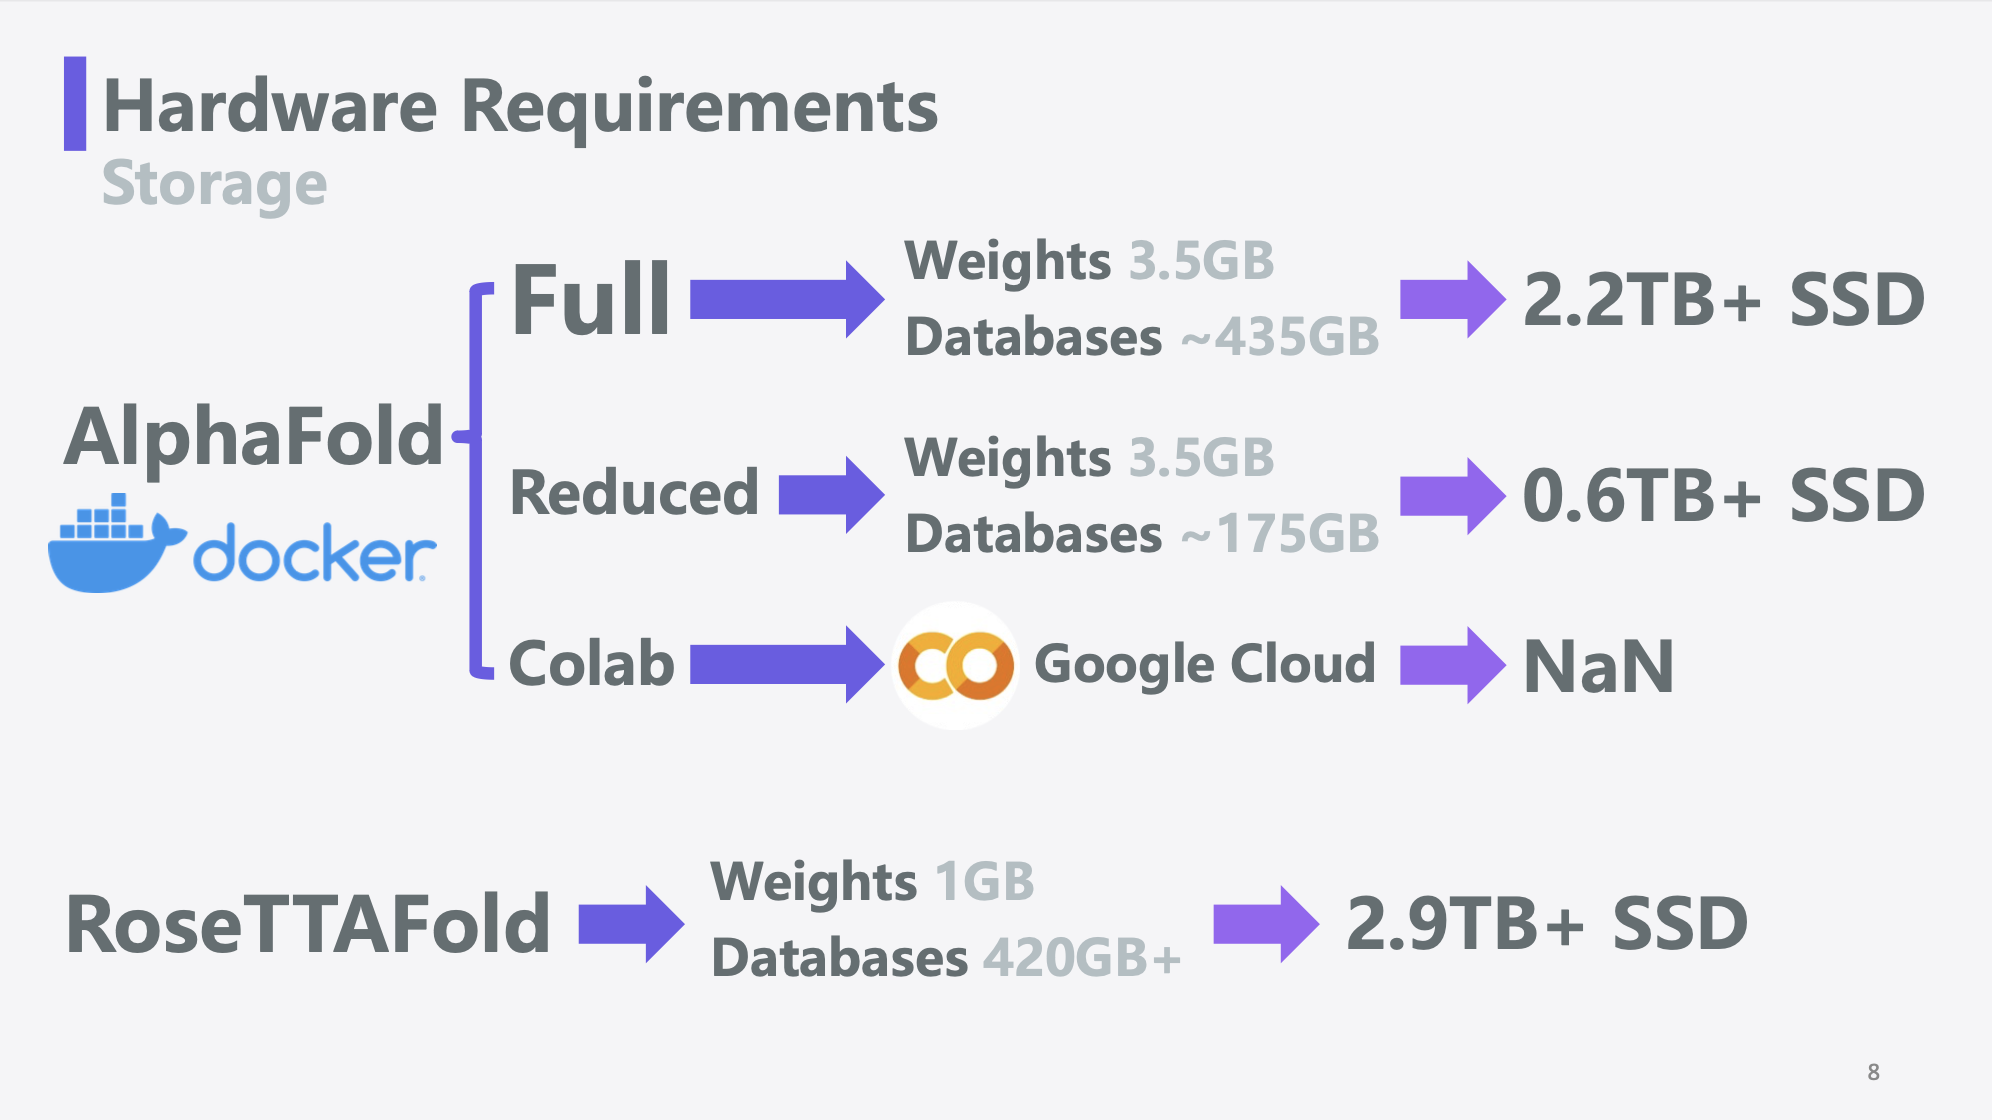 Hardware Requirements
Storage
AlphaFold
docker
Full
Weights 3.5GB
Databases ~435GB
2.2TB+ SSD
Reduced
Weights 3.5GB
Databases ~175GB
0.6TB+ SSD
Colab
Google Cloud
NaN
RoseTTAFold
Weights 1GB
Databases 420GB+
2.9TB+ SSD
8